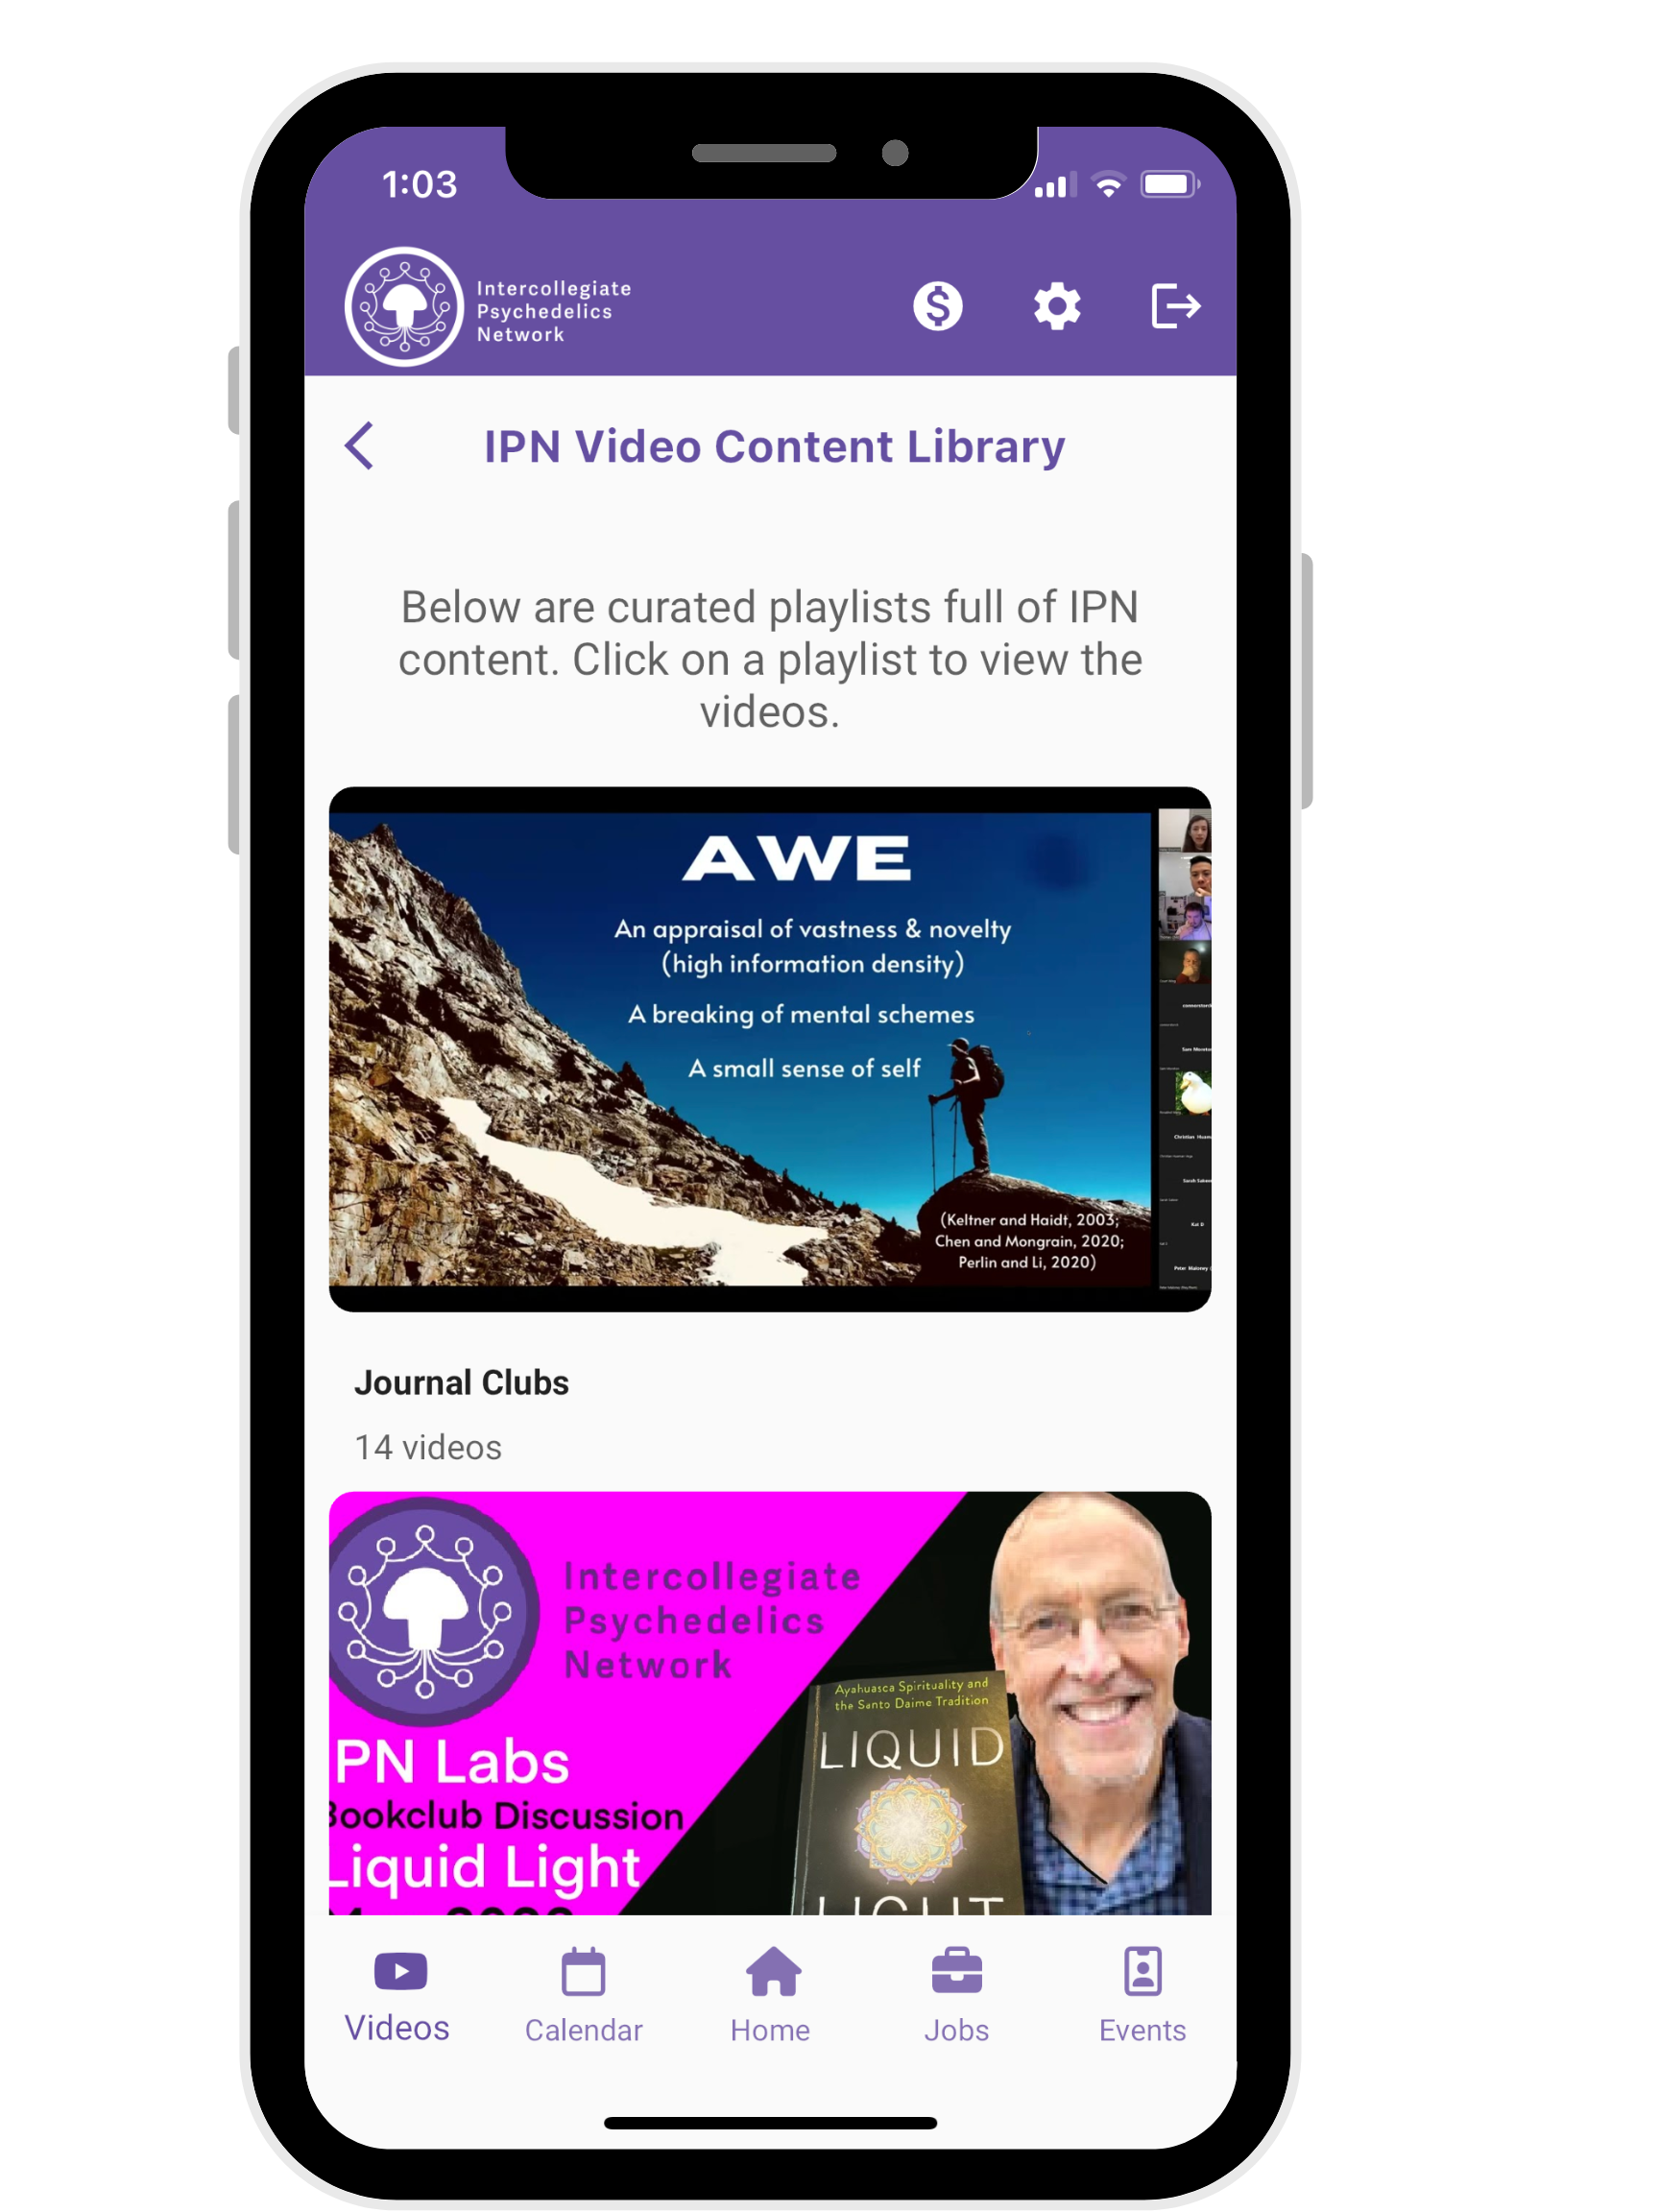 1:03
Intercollegiate
Psychedelics
Network
IPN Video Content Library
Below are curated playlists full of IPN
content. Click on a playlist to view the
videos.
AWE
An appraisal of vastness & novelty
(high information density)
A breaking of mental schemes
A small sense of self
(Keltner and Haidt, 2003;
Chen and Mongrain, 2020;
Perlin and Li, 2020)
Kat D
Journal Clubs
14 videos
Intercollegiate
Psychedelics
Network
PN Labs
Bookclub Discussion
Liquid Light
Ayahuasca Spirituality and
the Santo Daime Tradition
LIQUID
LIGHT
Videos
Calendar
Home
Jobs
Events